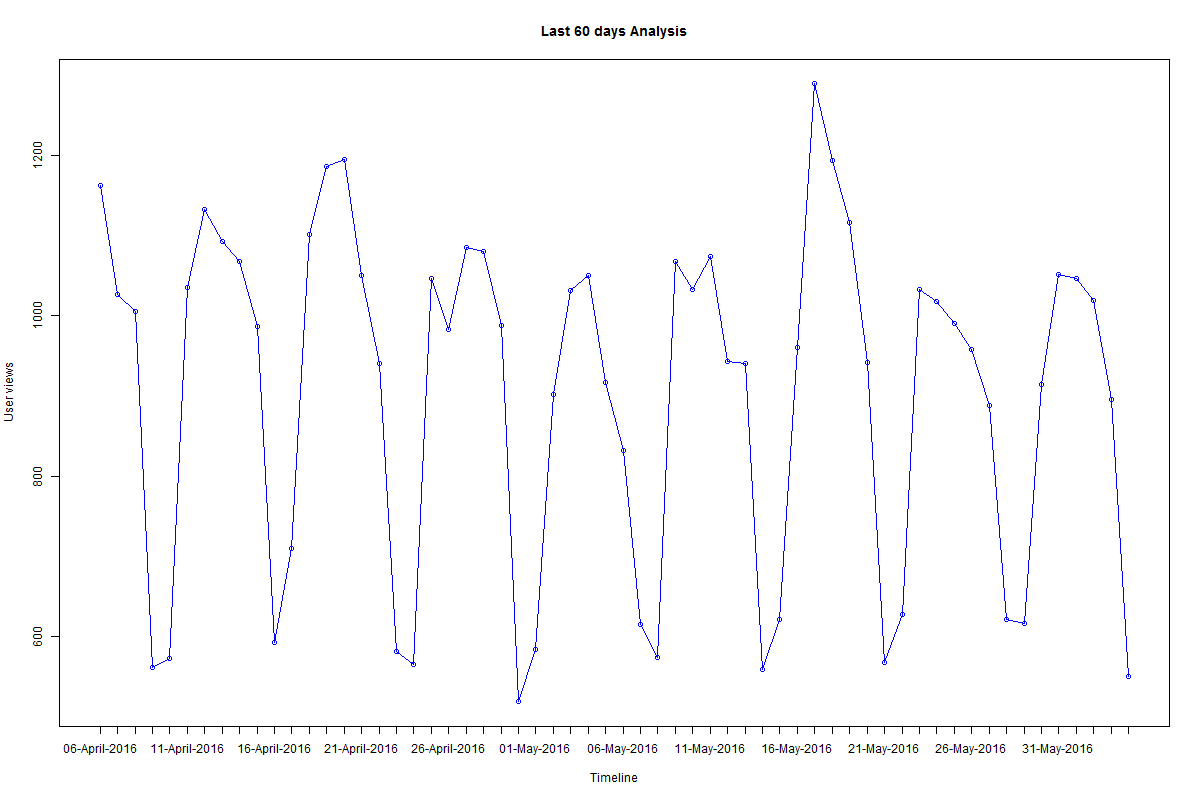 Last 60 days Analysis
1200
1000
800
600
User views
06-April-2016 11-April-2016 16-April-2016 21-April-2016 26-April-2016 01-May-2016 06-May-2016 11-May-2016 16-May-2016 21-May-2016 26-May-2016 31-May-2016
Timeline